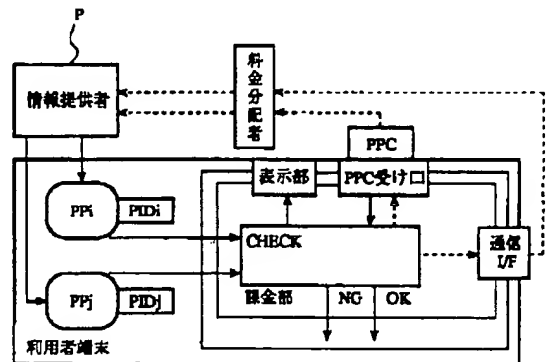 P
情報提供者
料金分配者
PPC
表示部
PPC受け口
PPi
PIDi
CHECK
通信
I/F
PPj
PIDj
課金部
NG
OK
利用者端末